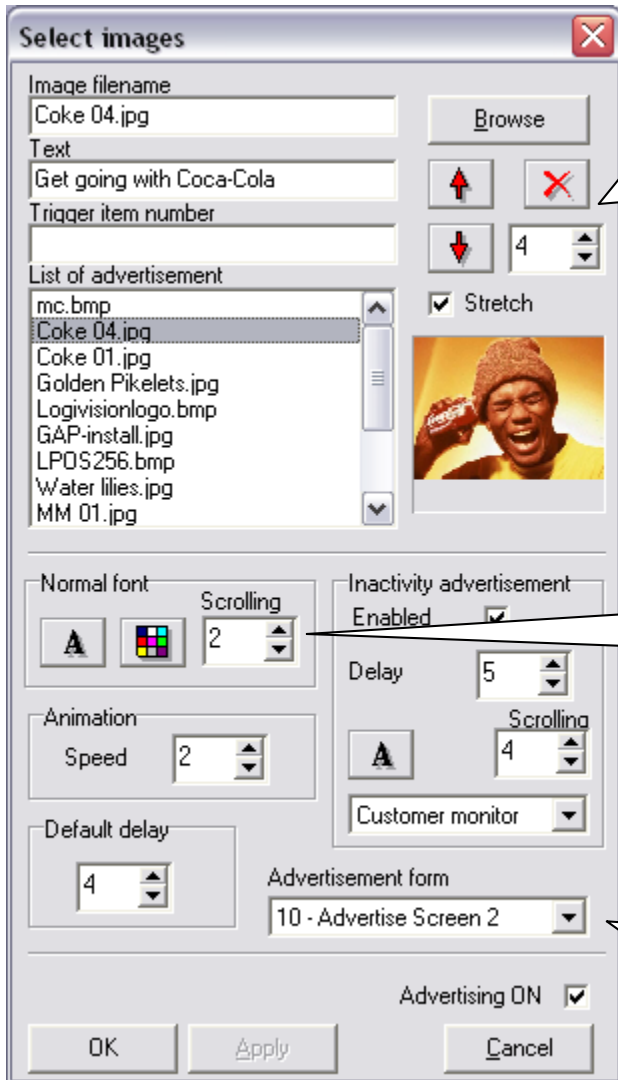 Select images
Image filename
Coke 04.jpg
Browse
Text
Get going with Coca-Cola
Trigger item number
4
List of advertisement
Stretch
mc.bmp
Coke 04.jpg
Coke 01.jpg
Golden Pikelets.jpg
Logivisionlogo.bmp
GAP-install.jpg
LPOS256.bmp
Water lilies.jpg
MM 01.jpg
Normal font
Scrolling
A
2
Inactivity advertisement
Enabled
Delay
5
Scrolling
A
4
Customer monitor
Animation
Speed
2
Default delay
4
Advertisement form
10 - Advertise Screen 2
Advertising ON
OK
Apply
Cancel